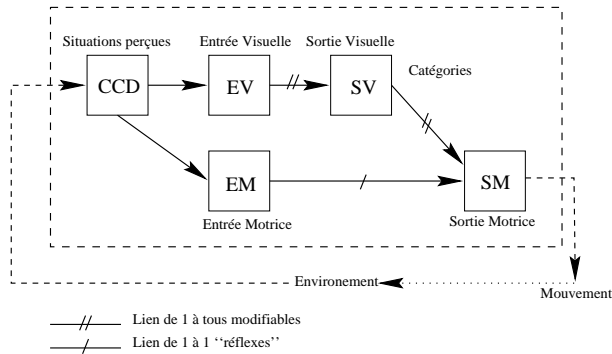 Situations perçues
Entrée Visuelle
Sortie Visuelle
CCD
EV
SV
Catégories
EM
SM
Entrée Motrice
Sortie Motrice
Environement
Mouvement
Lien de 1 à tous modifiables
Lien de 1 à 1 ‘‘réflexes’’